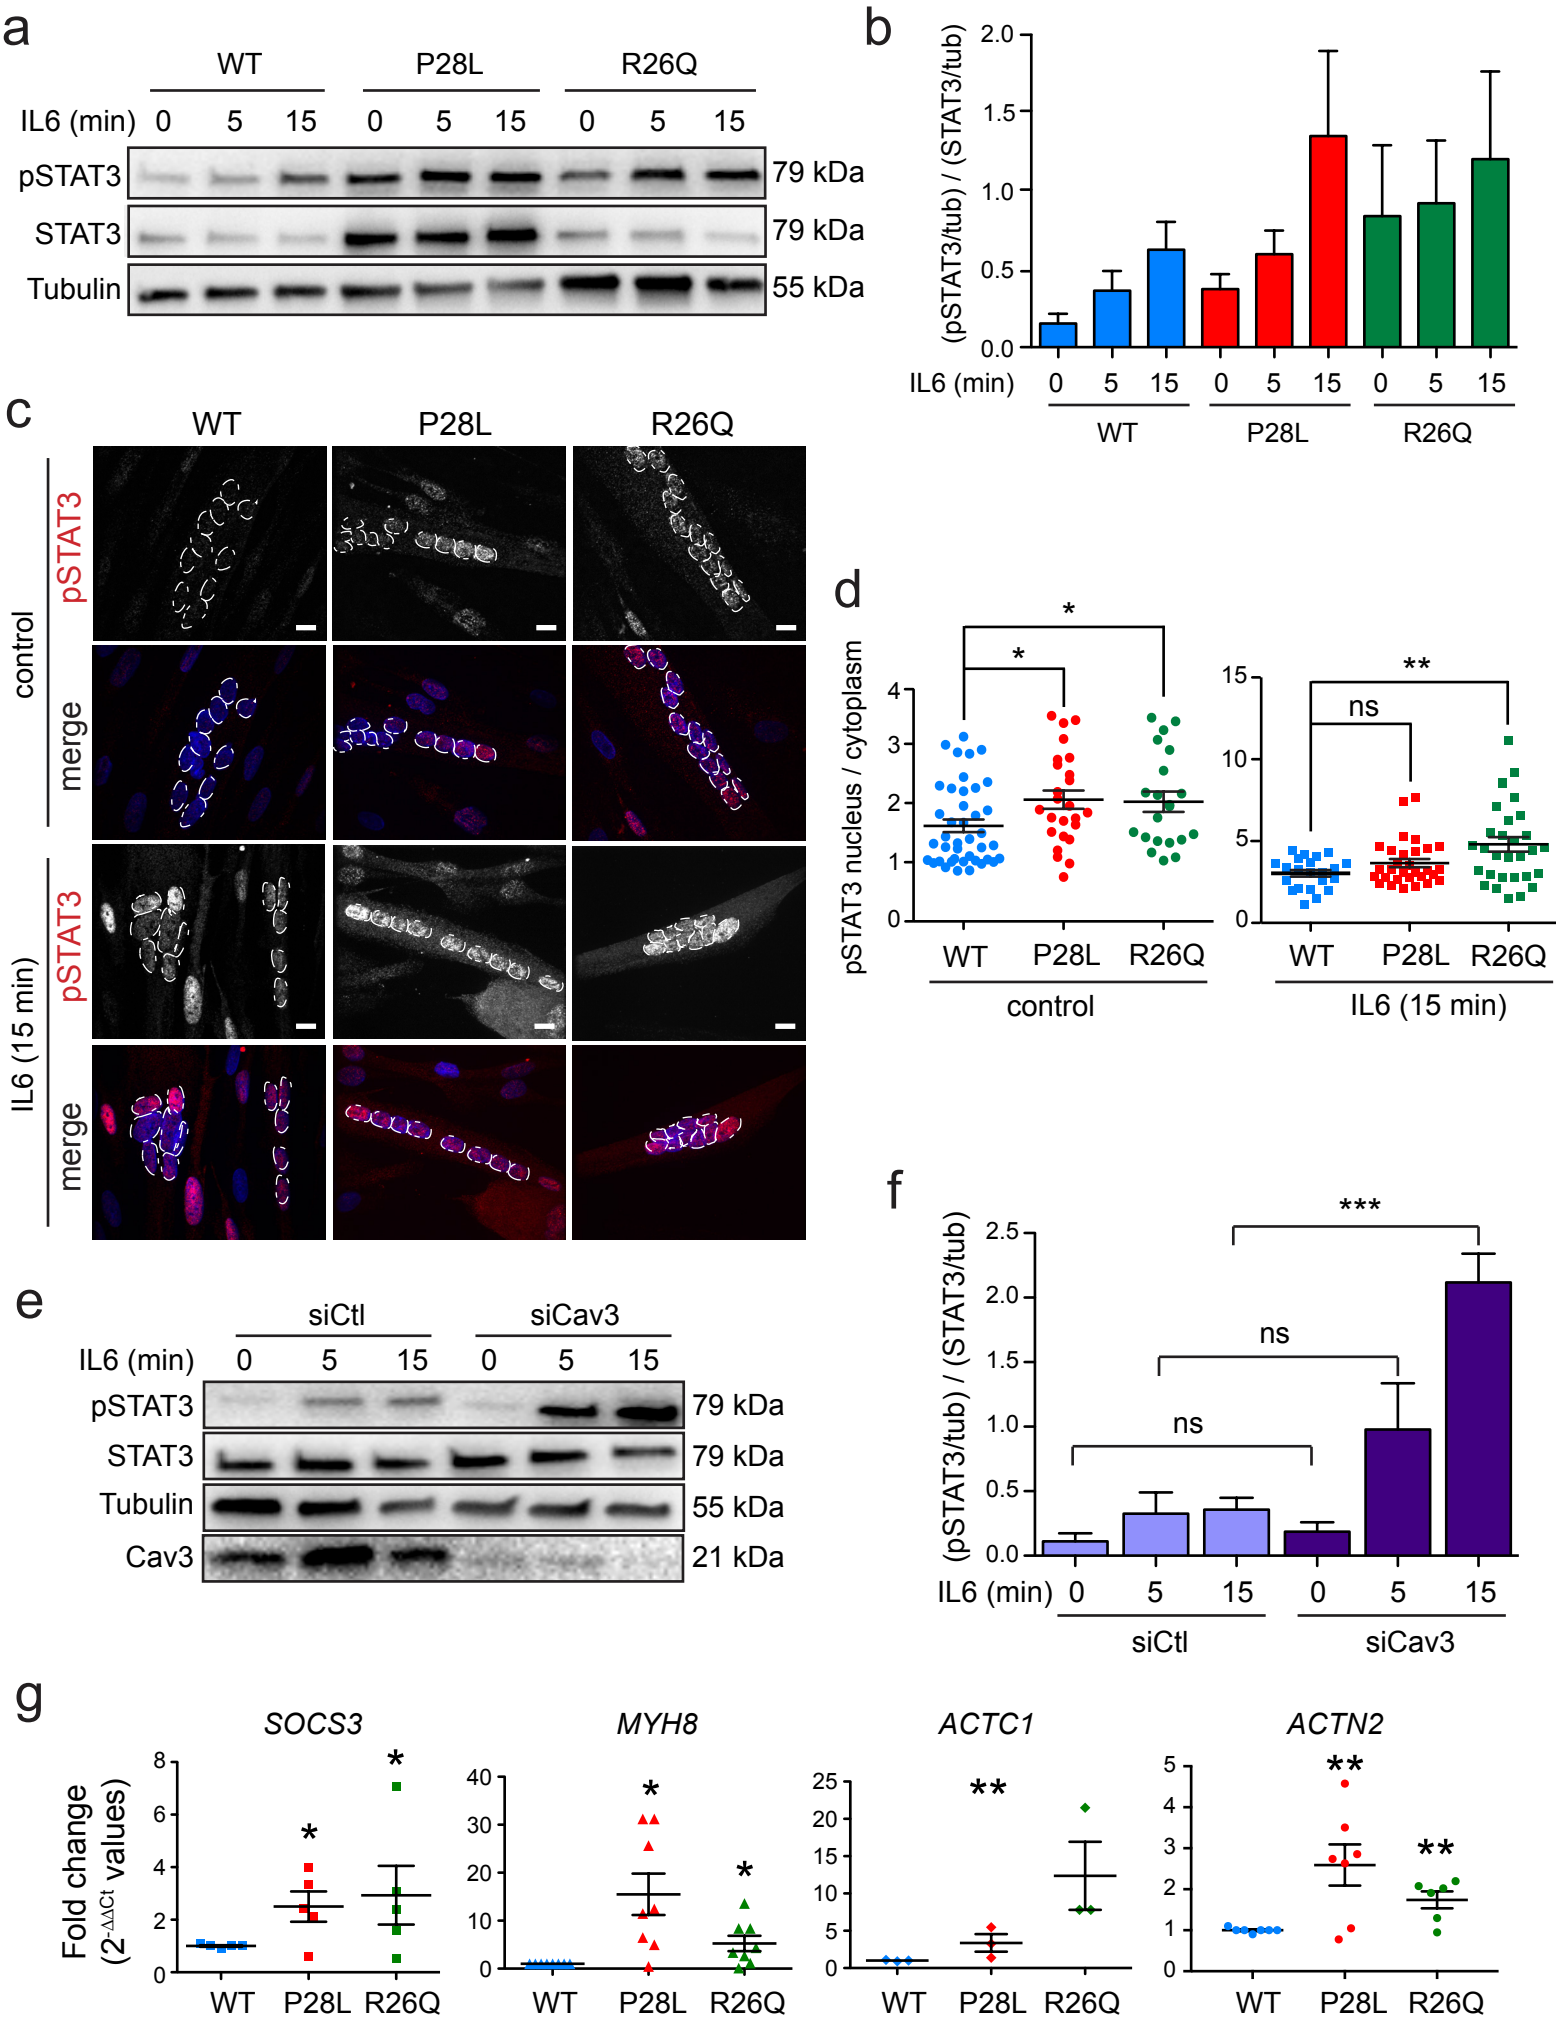 a
WT P28L R26Q
IL6 (min) 0 5 15 0 5 15 0 5 15
pSTAT3 79 kDa
STAT3 79 kDa
Tubulin 55 kDa
b
(pSTAT3/tub) / (STAT3/tub)
2.0
1.5
1.0
0.5
0.0
IL6 (min) 0 5 15 0 5 15 0 5 15
WT P28L R26Q
c
WT P28L R26Q
control
pSTAT3
merge
IL6 (15 min)
pSTAT3
merge
d
pSTAT3 nucleus / cytoplasm
4
3
2
1
0
*
*
WT P28L R26Q
control
15
10
5
0
**
ns
WT P28L R26Q
IL6 (15 min)
e
siCtl siCav3
IL6 (min) 0 5 15 0 5 15
pSTAT3 79 kDa
STAT3 79 kDa
Tubulin 55 kDa
Cav3 21 kDa
f
(pSTAT3/tub) / (STAT3/tub)
2.5
2.0
1.5
1.0
0.5
0.0
***
ns
ns
IL6 (min) 0 5 15 0 5 15
siCtl siCav3
g
Fold change
(2-ΔΔCt values)
SOCS3
8
6
4
2
0
* *
WT P28L R26Q
MYH8
40
30
20
10
0
* *
WT P28L R26Q
ACTC1
25
20
15
10
5
0
**
WT P28L R26Q
ACTN2
5
4
3
2
1
0
** **
WT P28L R26Q